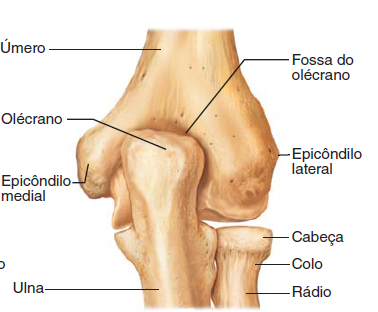 Úmero
Fossa do
olécrano
Olécrano
Epicôndilo
lateral
Epicôndilo
medial
Cabeça
o
Colo
Ulna
Rádio